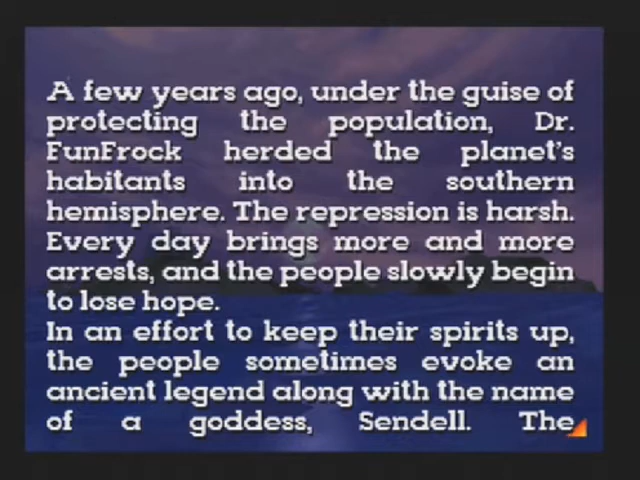 A few years ago, under the guise of
protecting the population, Dr.
FunFrock herded the planet's
habitants into the southern
hemisphere. The repression is harsh.
Every day brings more and more
arrests, and the people slowly begin
to lose hope.
In an effort to keep their spirits up,
the people sometimes evoke an
ancient legend along with the name
of a goddess, Sendell. The